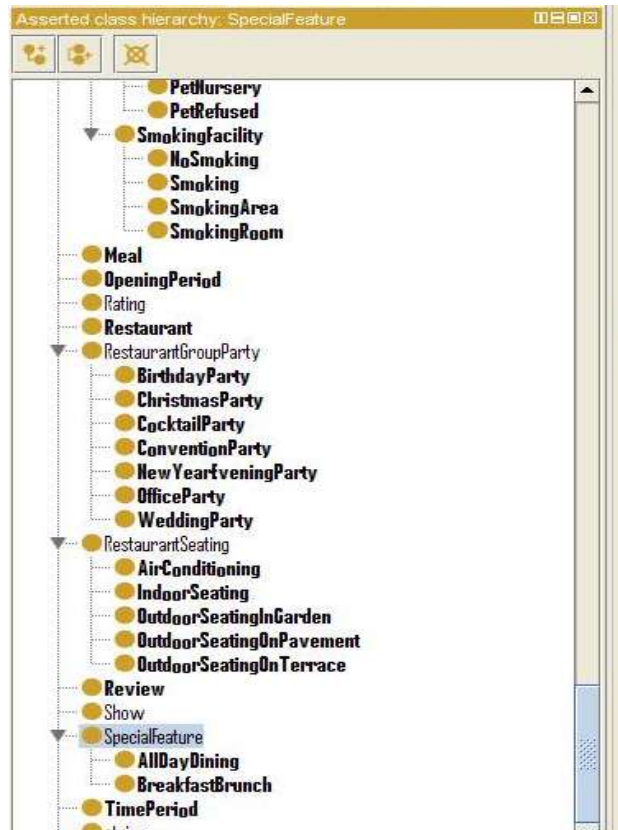 Asserted class hierarchy: SpecialFeature
PetNursery
PetRefused
SmokingFacility
NoSmoking
Smoking
SmokingArea
SmokingRoom
Meal
OpeningPeriod
Rating
Restaurant
RestaurantGroupParty
BirthdayParty
ChristmasParty
CocktailParty
ConventionParty
NewYearEveningParty
OfficeParty
WeddingParty
RestaurantSeating
AirConditioning
IndoorSeating
OutdoorSeatingInGarden
OutdoorSeatingOnPavement
OutdoorSeatingOnTerrace
Review
Show
SpecialFeature
AllDayDining
BreakfastBrunch
TimePeriod